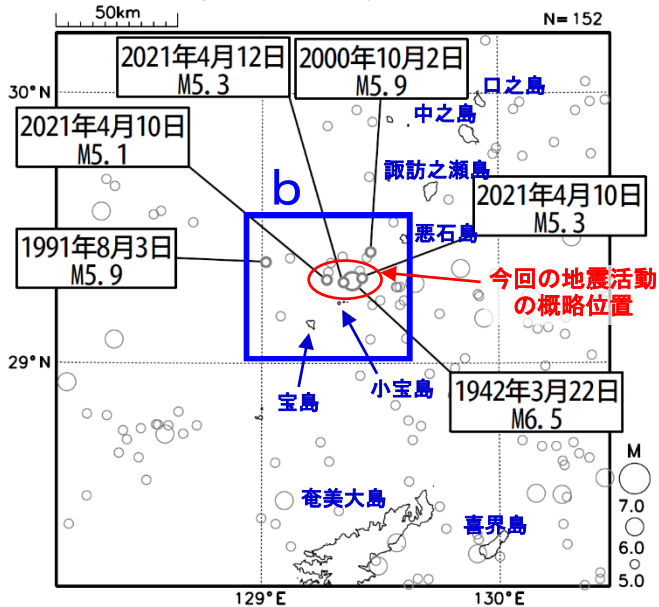 50km
N= 152
2021年4月12日
M5.3
2000年10月2日
M5.9
30°N
口之島
中之島
2021年4月10日
M5.1
諏訪之瀬島
2021年4月10日
M5.3
b
悪石島
1991年8月3日
M5.9
今回の地震活動
の概略位置
29°N
宝島
小宝島
1942年3月22日
M6.5
M
7.0
6.0
5.0
奄美大島
喜界島
129°E
130°E